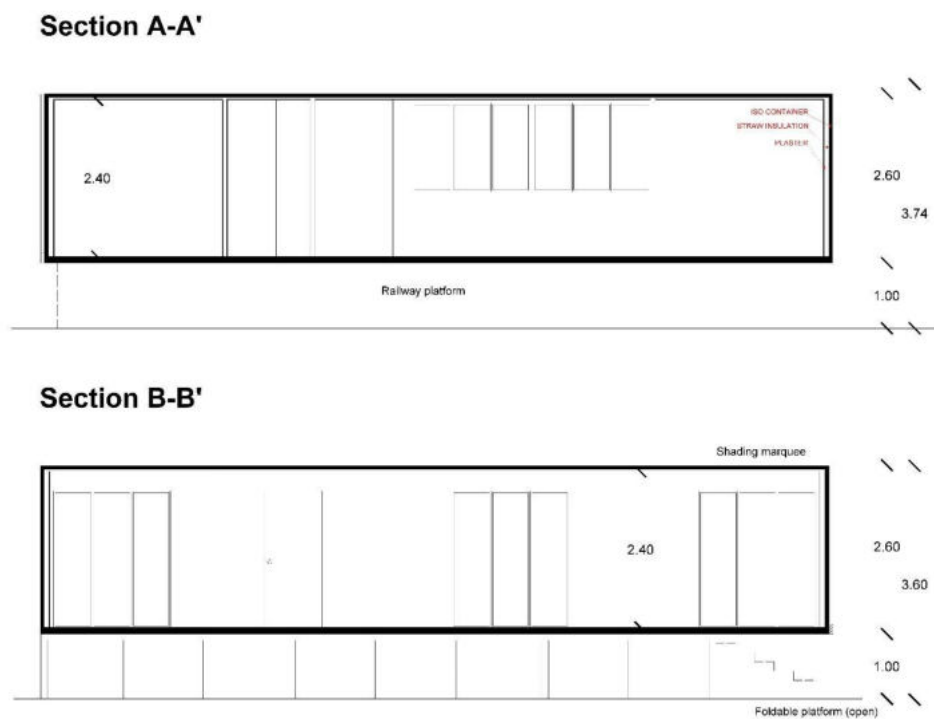 Section A-A'
ISO CONTAINER
STRAW INSULATION
PLASTER
2.40
2.60
3.74
Railway platform
1.00
Section B-B'
Shading marquee
2.40
2.60
3.60
1.00
Foldable platform (open)